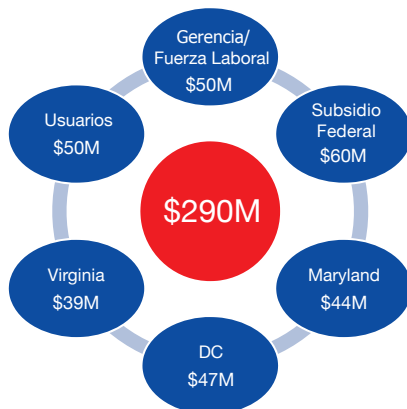 Gerencia/
Fuerza Laboral
$50M
Subsidio
Federal
$60M
Maryland
$44M
DC
$47M
Virginia
$39M
Usuarios
$50M
$290M